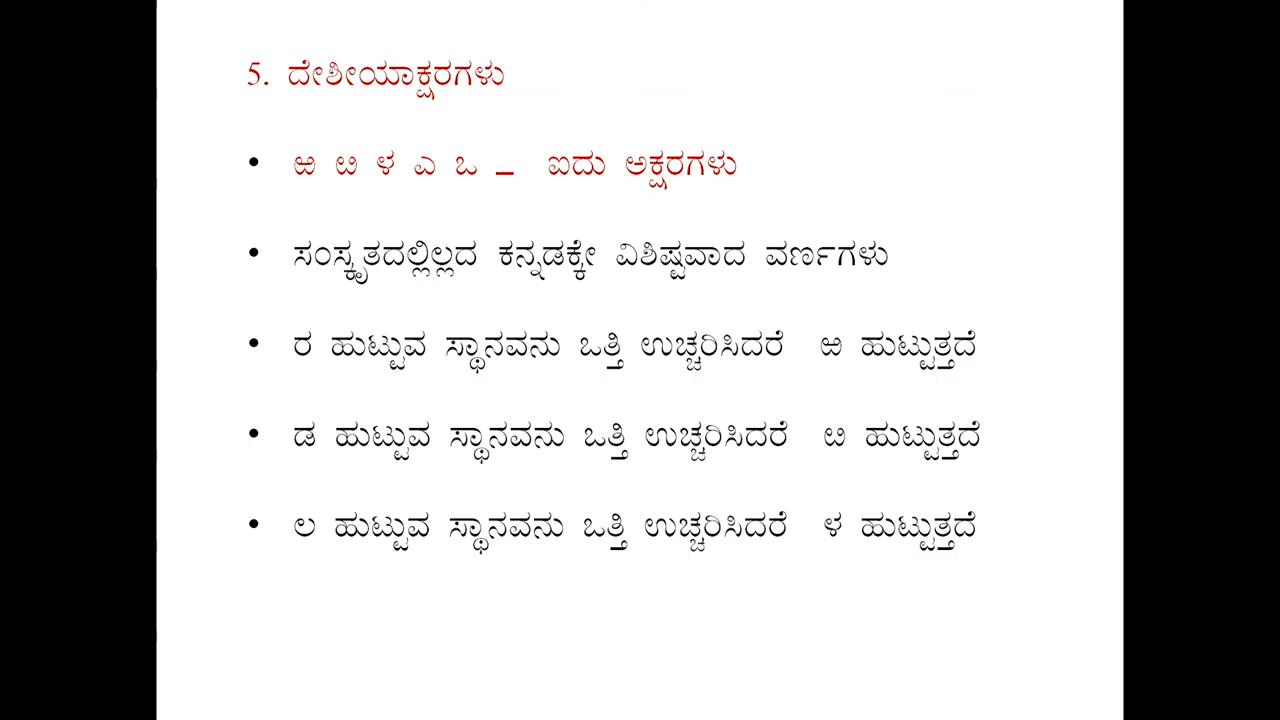 5. ದೇಶೀಯಾಕ್ಷರಗಳು
• ಱ ೞ ಳ ಎ ಒ – ಐದು ಅಕ್ಷರಗಳು
• ಸಂಸ್ಕೃತದಲ್ಲಿಲ್ಲದ ಕನ್ನಡಕ್ಕೇ ವಿಶಿಷ್ಟವಾದ ವರ್ಣಗಳು
• ರ ಹುಟ್ಟುವ ಸ್ಥಾನವನು ಒತ್ತಿ ಉಚ್ಚರಿಸಿದರೆ ಱ ಹುಟ್ಟುತ್ತದೆ
• ಡ ಹುಟ್ಟುವ ಸ್ಥಾನವನು ಒತ್ತಿ ಉಚ್ಚರಿಸಿದರೆ ೞ ಹುಟ್ಟುತ್ತದೆ
• ಲ ಹುಟ್ಟುವ ಸ್ಥಾನವನು ಒತ್ತಿ ಉಚ್ಚರಿಸಿದರೆ ಳ ಹುಟ್ಟುತ್ತದೆ